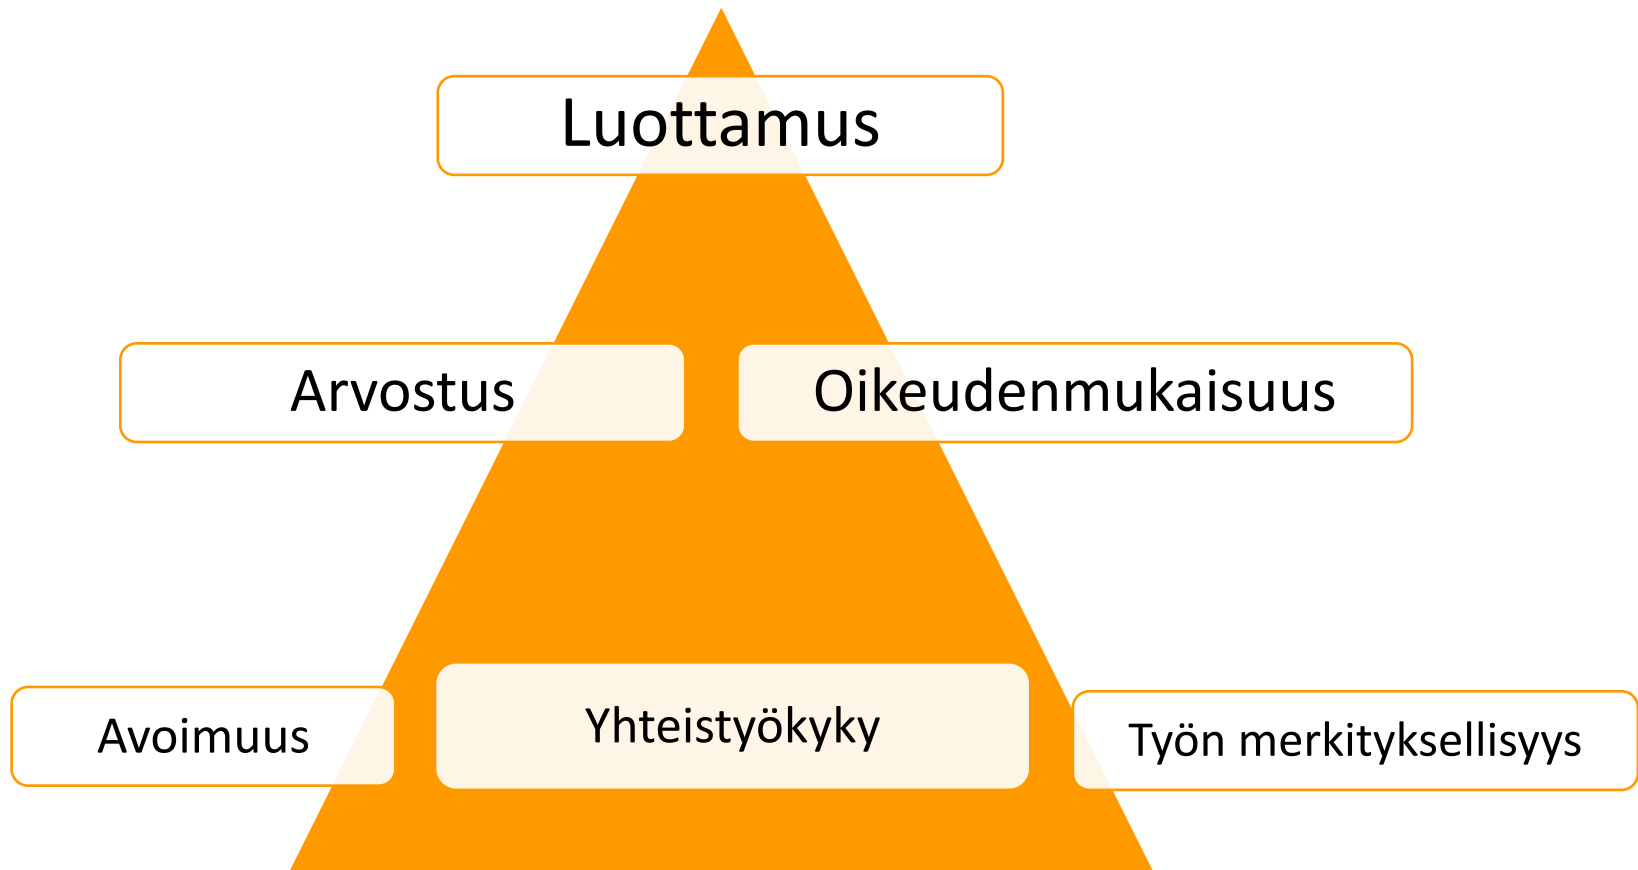 Luottamus
Arvostus
Oikeudenmukaisuus
Avoimuus
Yhteistyökyky
Työn merkityksellisyys